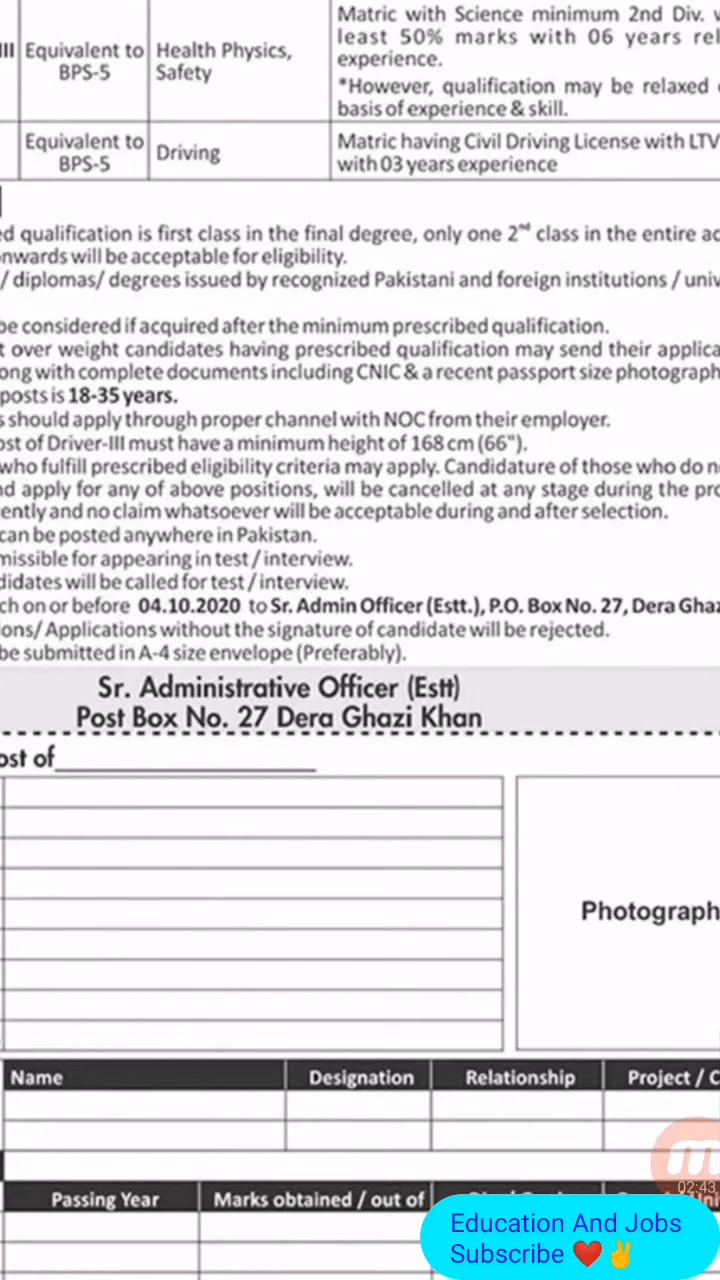 Matric with Science minimum 2nd Div.
least 50% marks with 06 years rel
III Equivalent to BPS-5 Health Physics, Safety
experience.
*However, qualification may be relaxed
basis of experience & skill.
Equivalent to BPS-5 Driving
Matric having Civil Driving License with LTV
with 03 years experience
ed qualification is first class in the final degree, only one 2nd class in the entire ac
onwards will be acceptable for eligibility.
/ diplomas/ degrees issued by recognized Pakistani and foreign institutions / univ
be considered if acquired after the minimum prescribed qualification.
t over weight candidates having prescribed qualification may send their applica
ong with complete documents including CNIC & a recent passport size photograph
posts is 18-35 years.
s should apply through proper channel with NOC from their employer.
ost of Driver-III must have a minimum height of 168 cm (66").
who fulfill prescribed eligibility criteria may apply. Candidature of those who do n
nd apply for any of above positions, will be cancelled at any stage during the pro
ently and no claim whatsoever will be acceptable during and after selection.
can be posted anywhere in Pakistan.
missible for appearing in test / interview.
didates will be called for test / interview.
ch on or before 04.10.2020 to Sr. Admin Officer (Estt.), P.O. Box No. 27, Dera Ghaz
ions/ Applications without the signature of candidate will be rejected.
be submitted in A-4 size envelope (Preferably).
Sr. Administrative Officer (Estt)
Post Box No. 27 Dera Ghazi Khan
ost of
Photograph
Name Designation Relationship Project / C
02:43
Passing Year Marks obtained / out of
Education And Jobs
Subscribe ❤️✌️